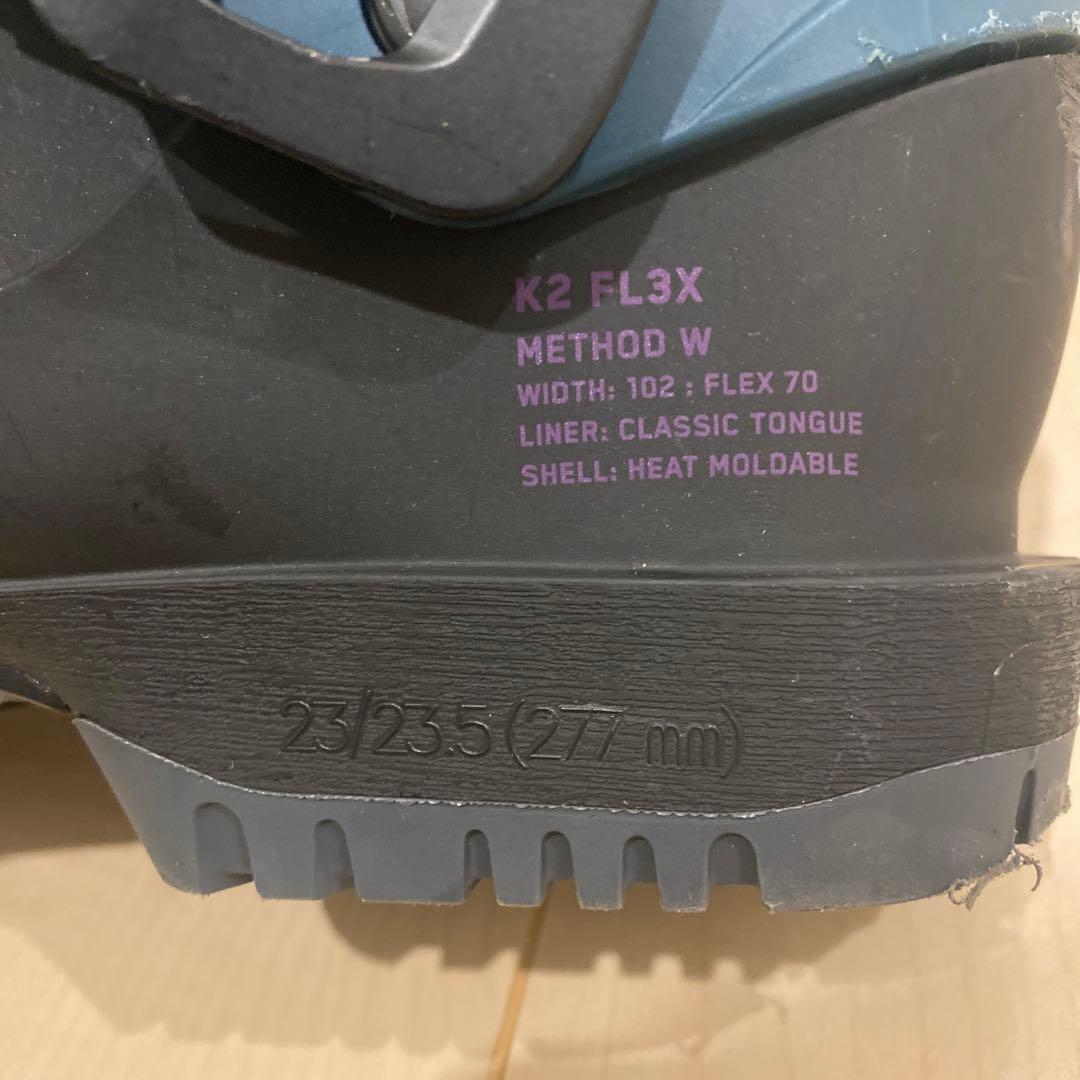 K2 FL3X
METHOD W
WIDTH: 102 : FLEX 70
LINER: CLASSIC TONGUE
SHELL: HEAT MOLDABLE
23/23.5 (277 mm)